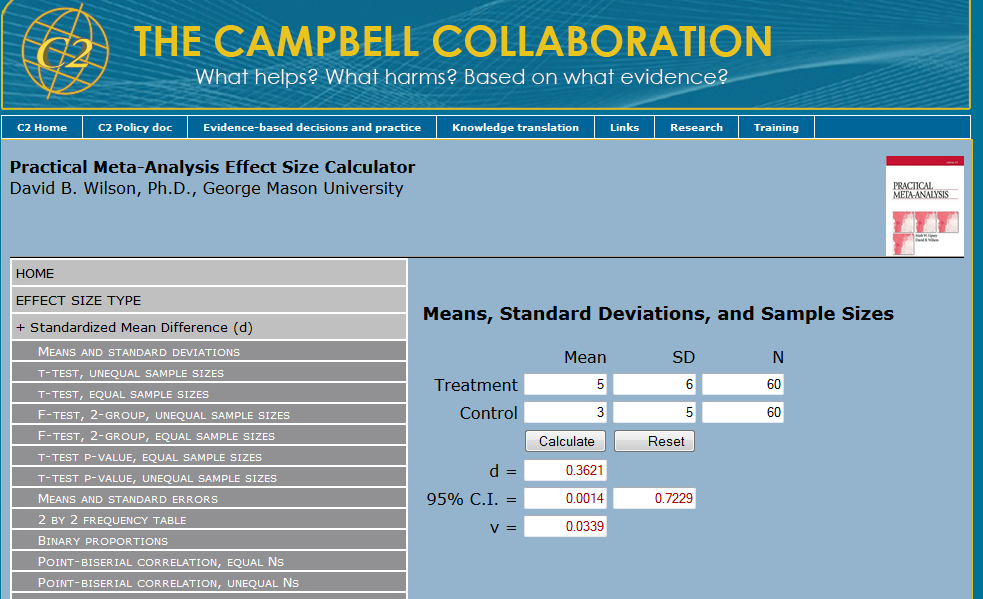 C2
THE CAMPBELL COLLABORATION
What helps? What harms? Based on what evidence?
C2 Home C2 Policy doc Evidence-based decisions and practice Knowledge translation Links Research Training
Practical Meta-Analysis Effect Size Calculator
David B. Wilson, Ph.D., George Mason University
PRACTICAL
META-ANALYSIS
HOME
EFFECT SIZE TYPE
+ Standardized Mean Difference (d)
MEANS AND STANDARD DEVIATIONS
T-TEST, UNEQUAL SAMPLE SIZES
T-TEST, EQUAL SAMPLE SIZES
F-TEST, 2-GROUP, UNEQUAL SAMPLE SIZES
F-TEST, 2-GROUP, EQUAL SAMPLE SIZES
T-TEST P-VALUE, EQUAL SAMPLE SIZES
T-TEST P-VALUE, UNEQUAL SAMPLE SIZES
MEANS AND STANDARD ERRORS
2 BY 2 FREQUENCY TABLE
BINARY PROPORTIONS
POINT-BISERIAL CORRELATION, EQUAL NS
POINT-BISERIAL CORRELATION, UNEQUAL NS
Means, Standard Deviations, and Sample Sizes
Mean SD N
Treatment 5 6 60
Control 3 5 60
Calculate Reset
d = 0.3621
95% C.I. = 0.0014 0.7229
v = 0.0339